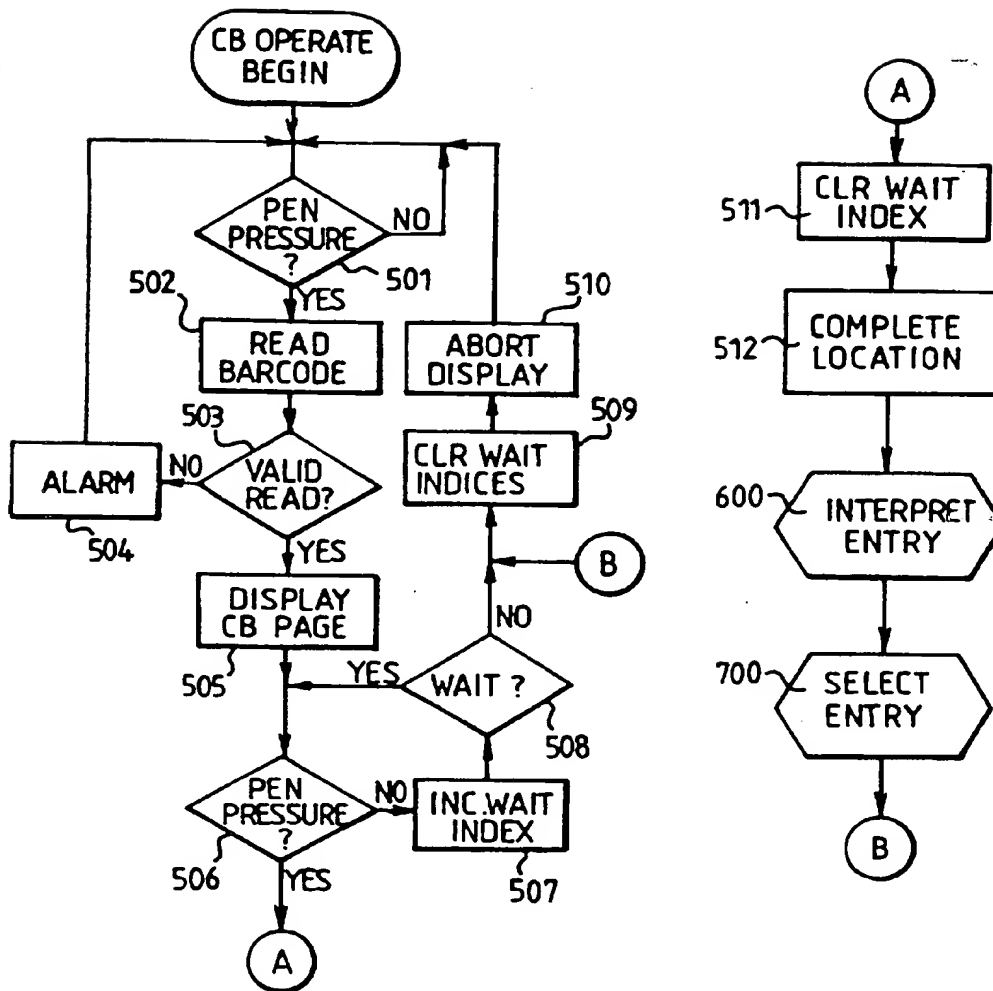 CB OPERATE
BEGIN
PEN
PRESSURE
?
NO
501
YES
502
READ
BARCODE
503
VALID
READ?
NO
ALARM
504
YES
DISPLAY
CB PAGE
505
PEN
PRESSURE
?
506
NO
YES
A
INC. WAIT
INDEX
507
WAIT ?
508
YES
NO
B
CLR WAIT
INDICES
509
ABORT
DISPLAY
510
A
CLR WAIT
INDEX
511
COMPLETE
LOCATION
512
600
INTERPRET
ENTRY
700
SELECT
ENTRY
B